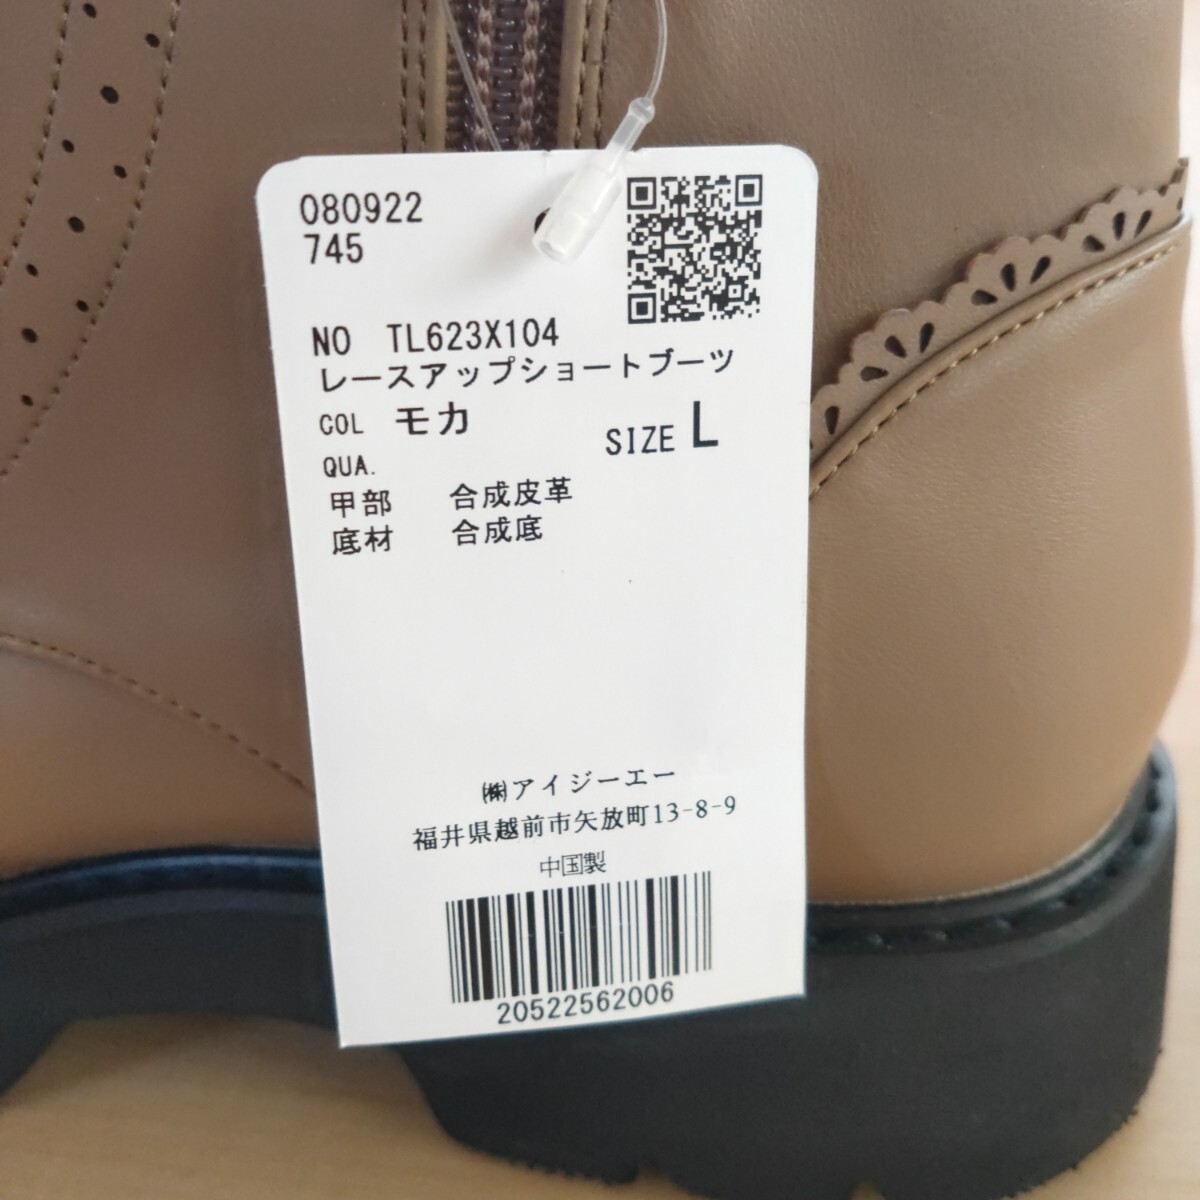 080922
745
NO TL623X104
レースアップショートブーツ
COL モカ
SIZE L
QUA.
甲部 合成皮革
底材 合成底
㈱アイジーエー
福井県越前市矢放町13-8-9
中国製
20522562006